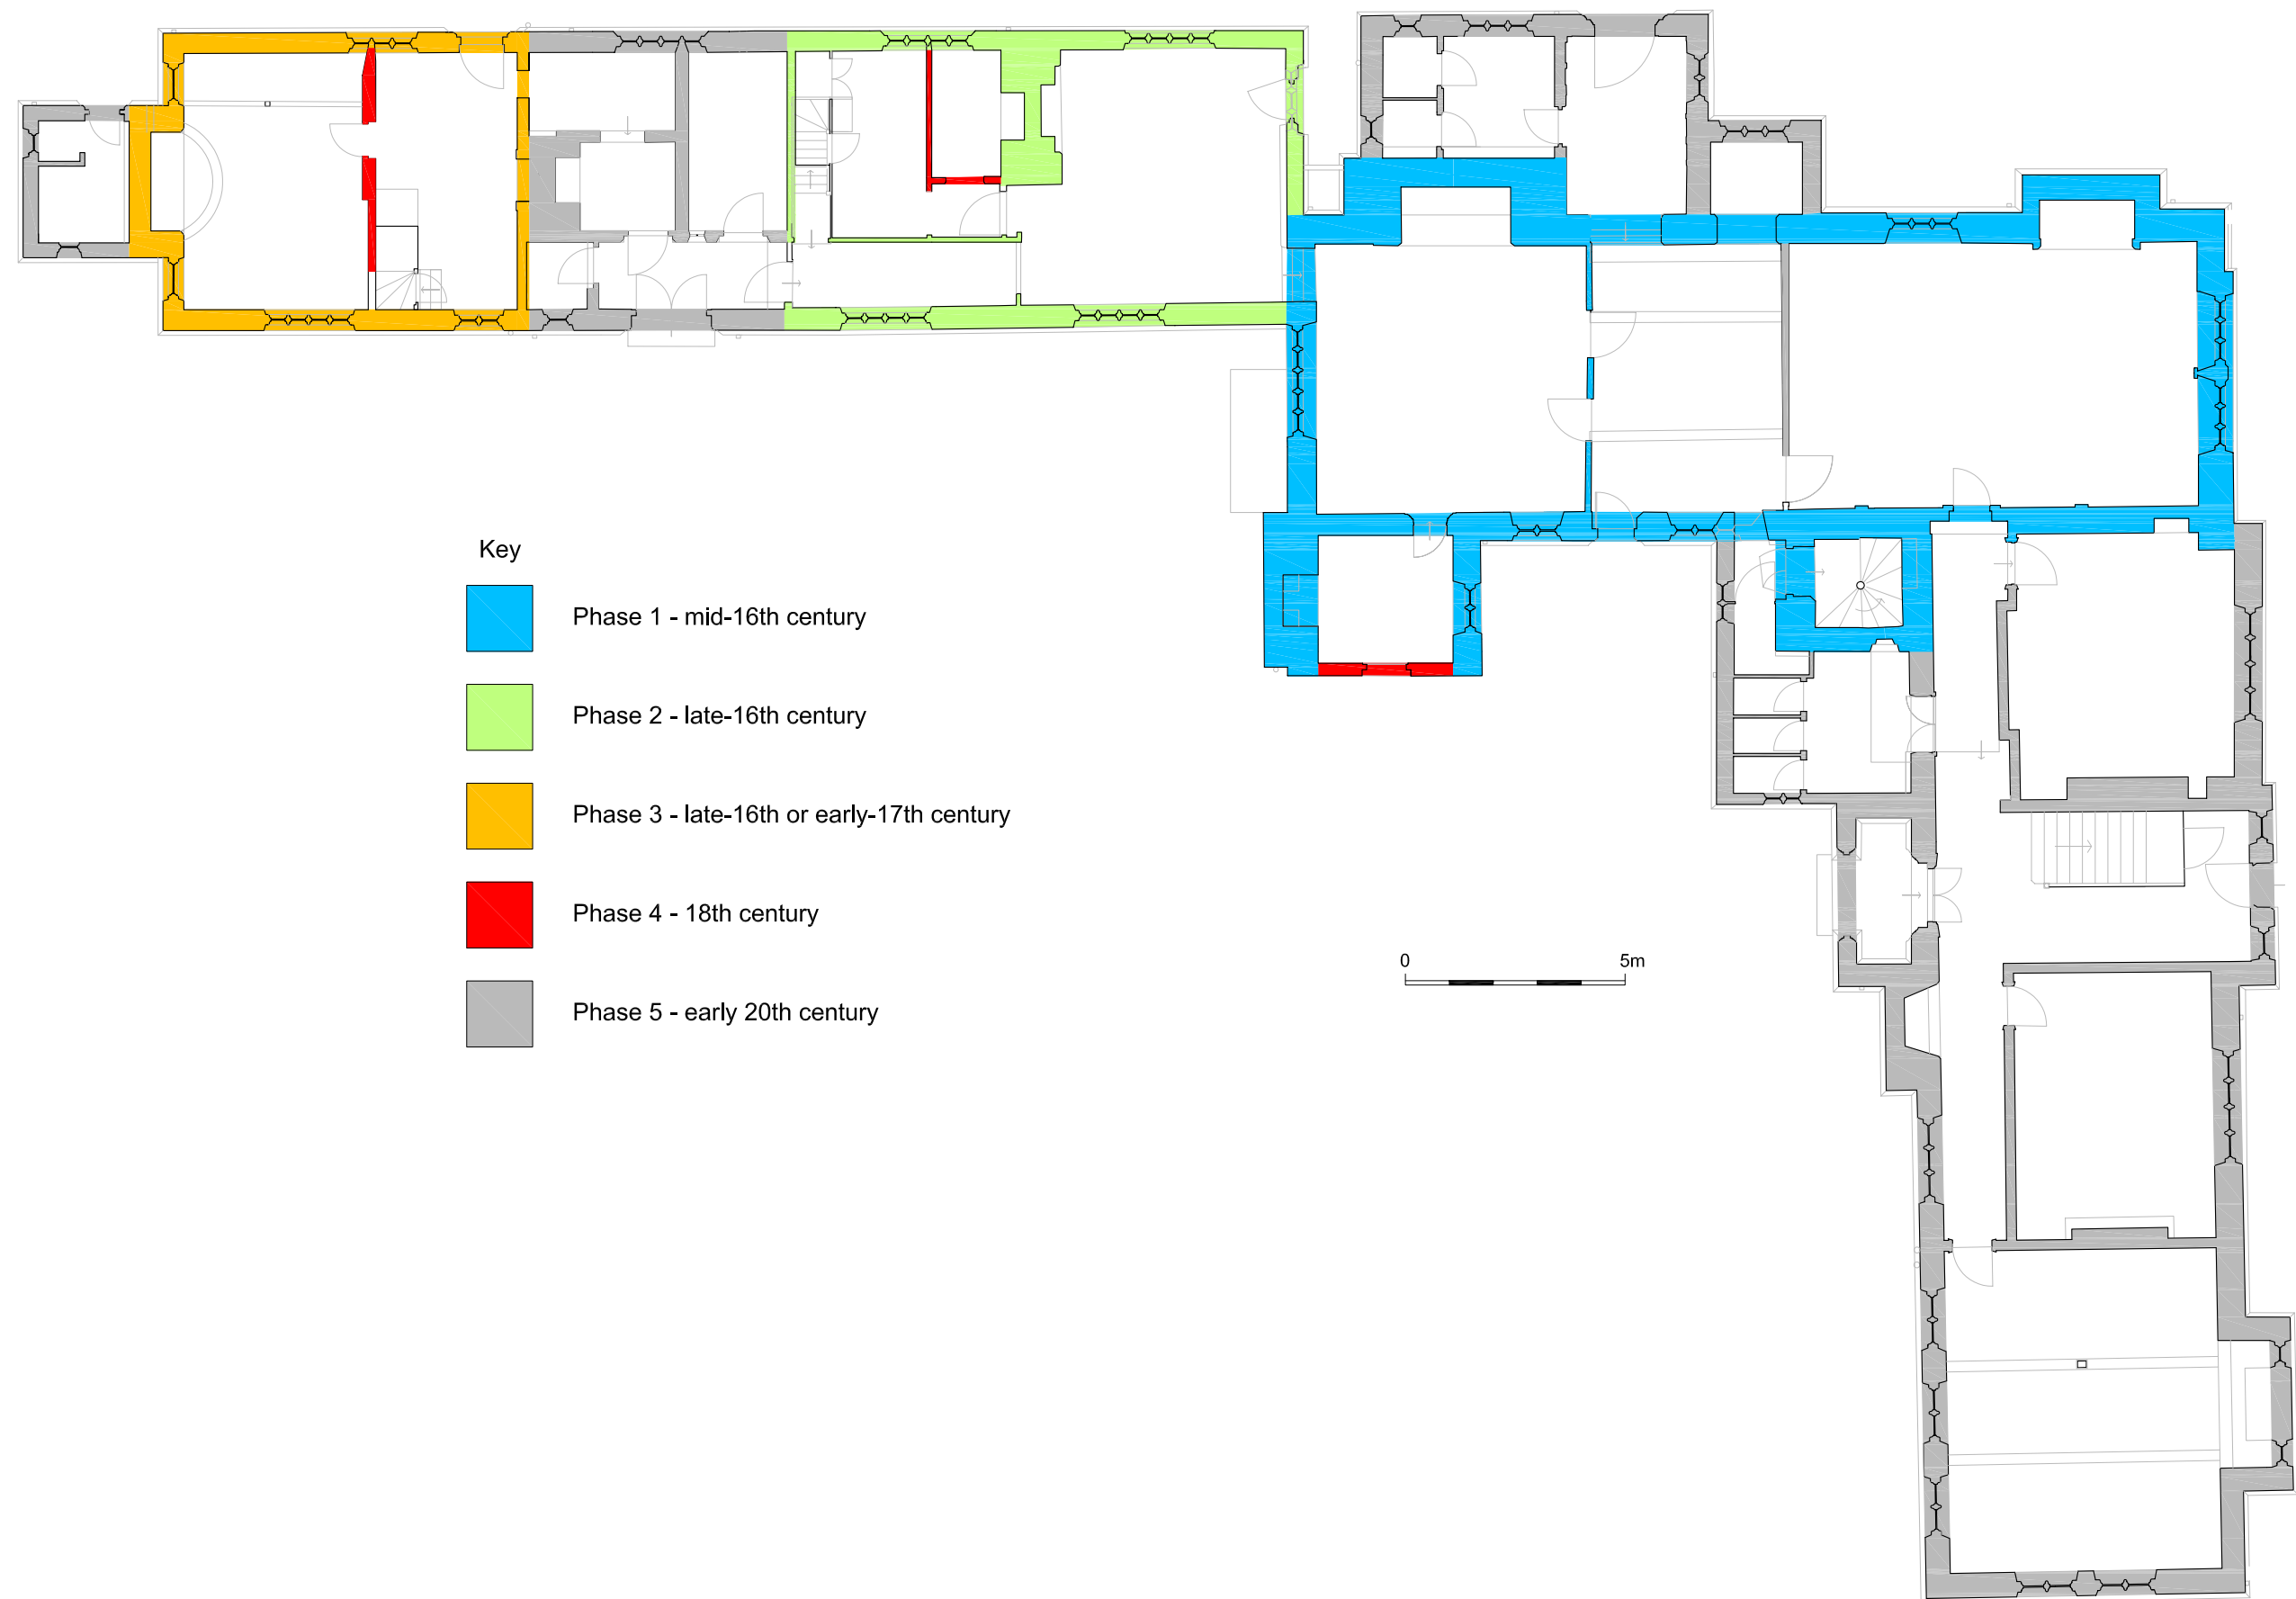 Key
Phase 1 - mid-16th century
Phase 2 - late-16th century
Phase 3 - late-16th or early-17th century
Phase 4 - 18th century
0 5m
Phase 5 - early 20th century